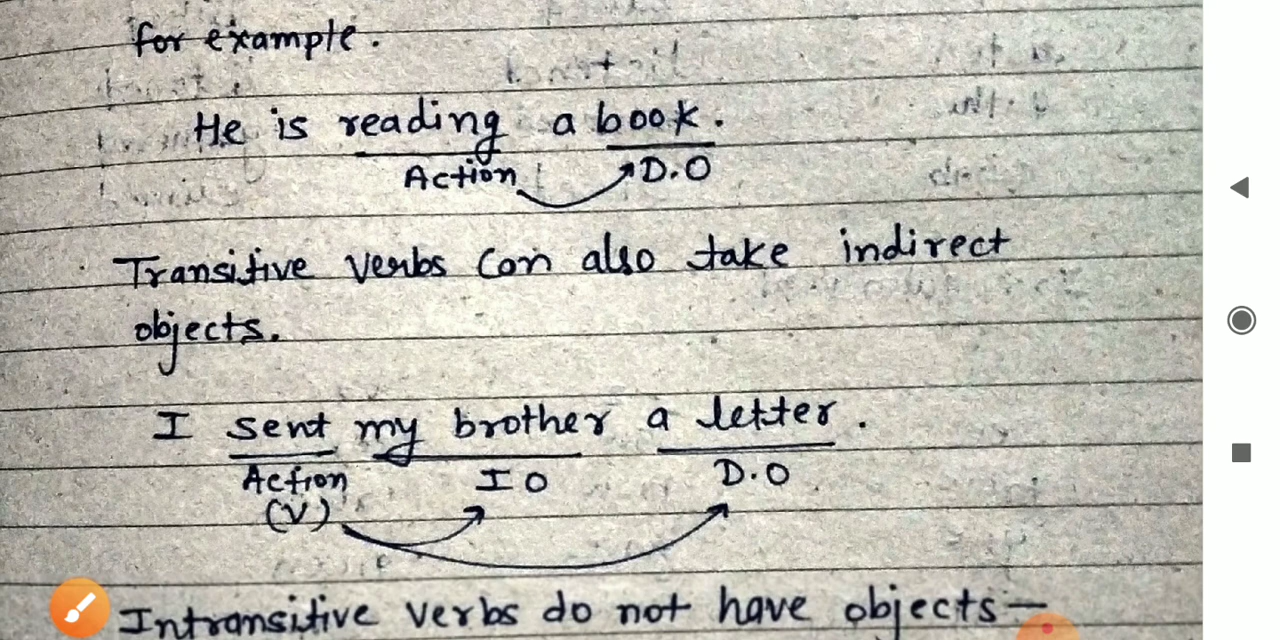 for example.
He is reading a book.
Action D.O
Transitive verbs can also take indirect
objects.
I sent my brother a letter.
Action I O D.O
(V)
Intransitive verbs do not have objects —